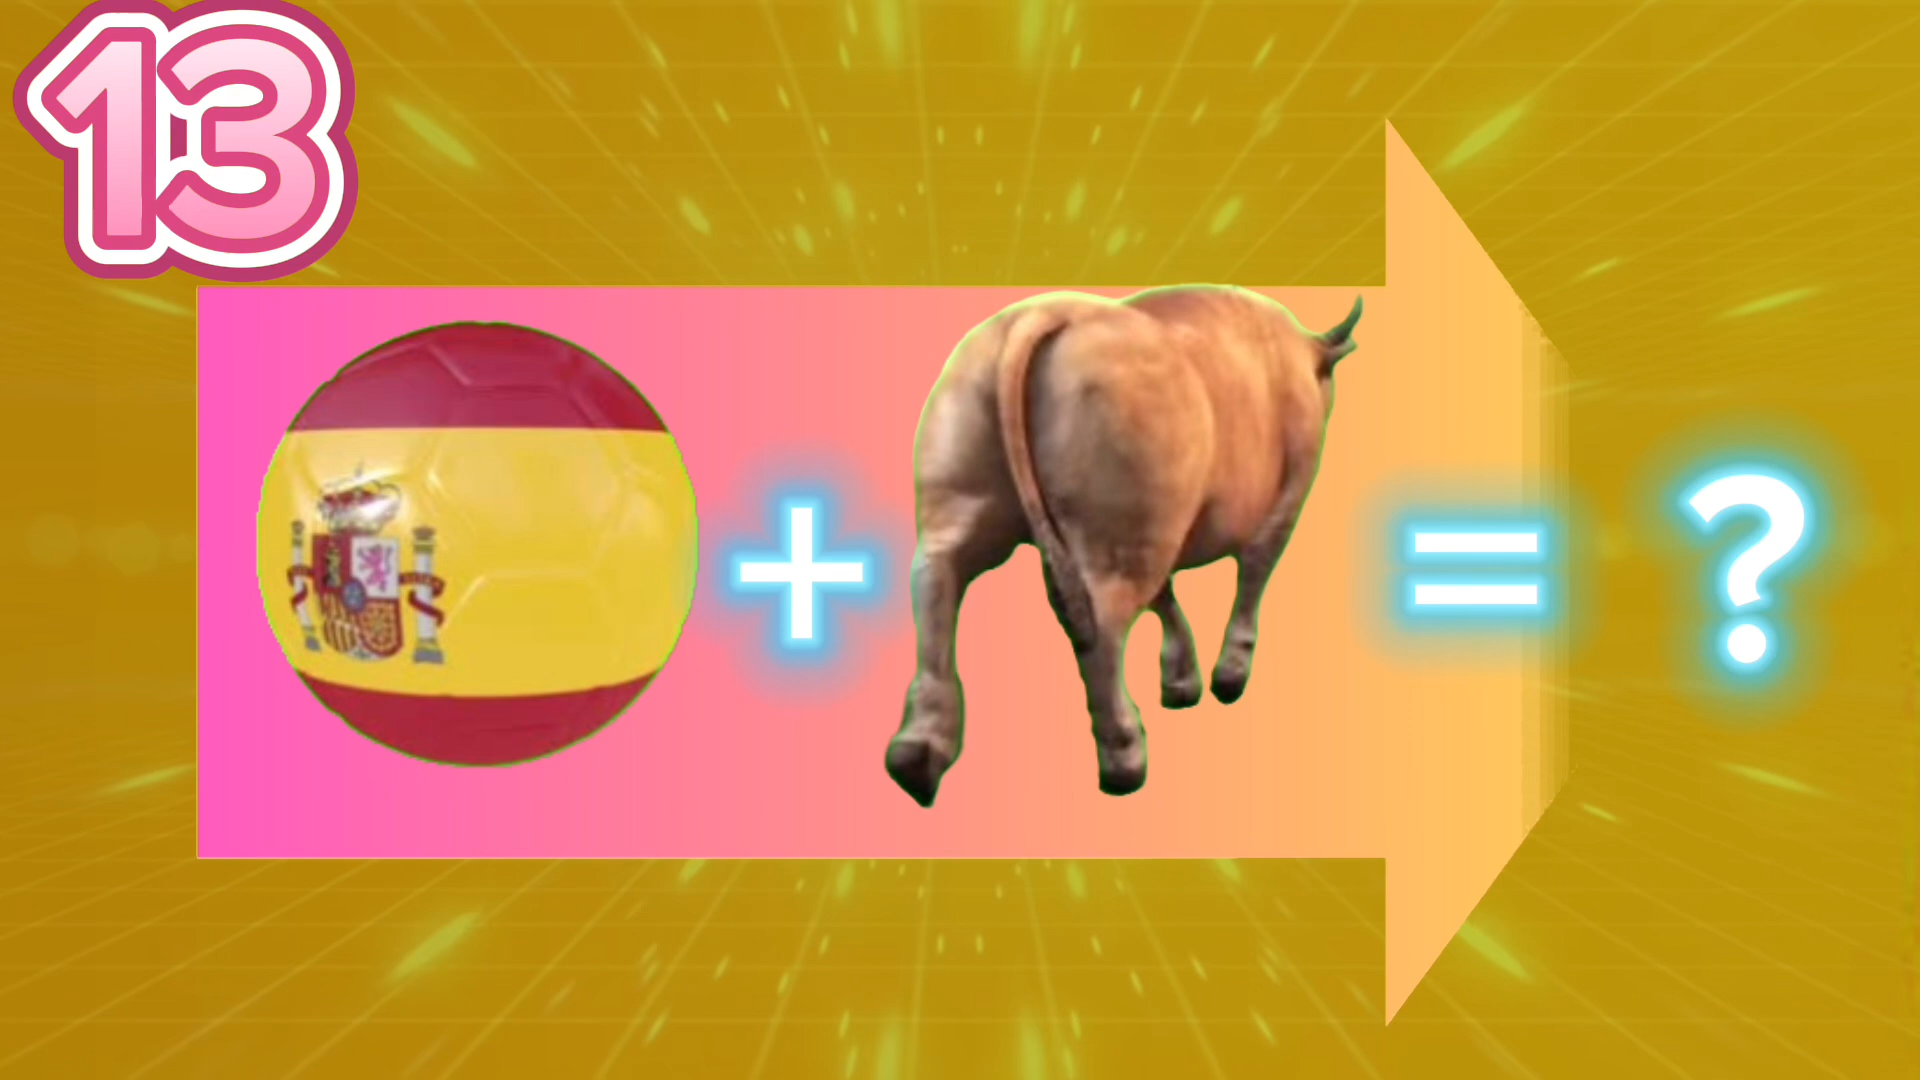 13
+ = ?